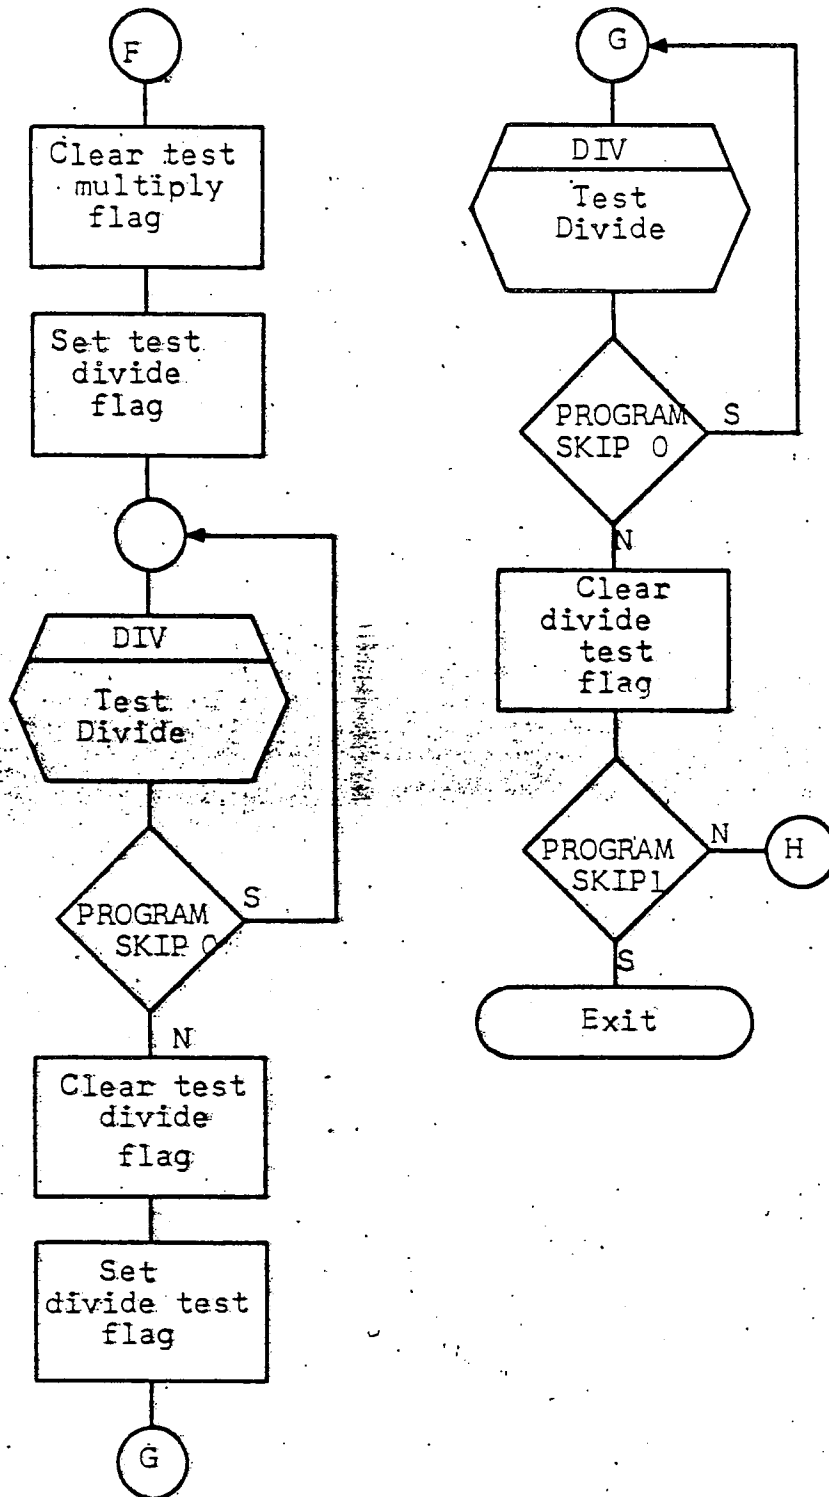 F
Clear test
multiply
flag
Set test
divide
flag
DIV
Test
Divide
PROGRAM
SKIP 0
S
N
Clear test
divide
flag
Set
divide test
flag
G
G
DIV
Test
Divide
PROGRAM
SKIP 0
S
N
Clear
divide
test
flag
PROGRAM
SKIP1
N
H
S
Exit